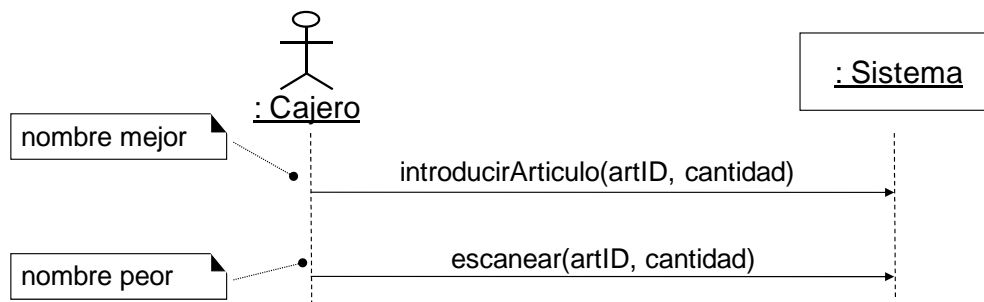 : Sistema
: Cajero
nombre mejor
introducirArticulo(artID, cantidad)
escanear(artID, cantidad)
nombre peor